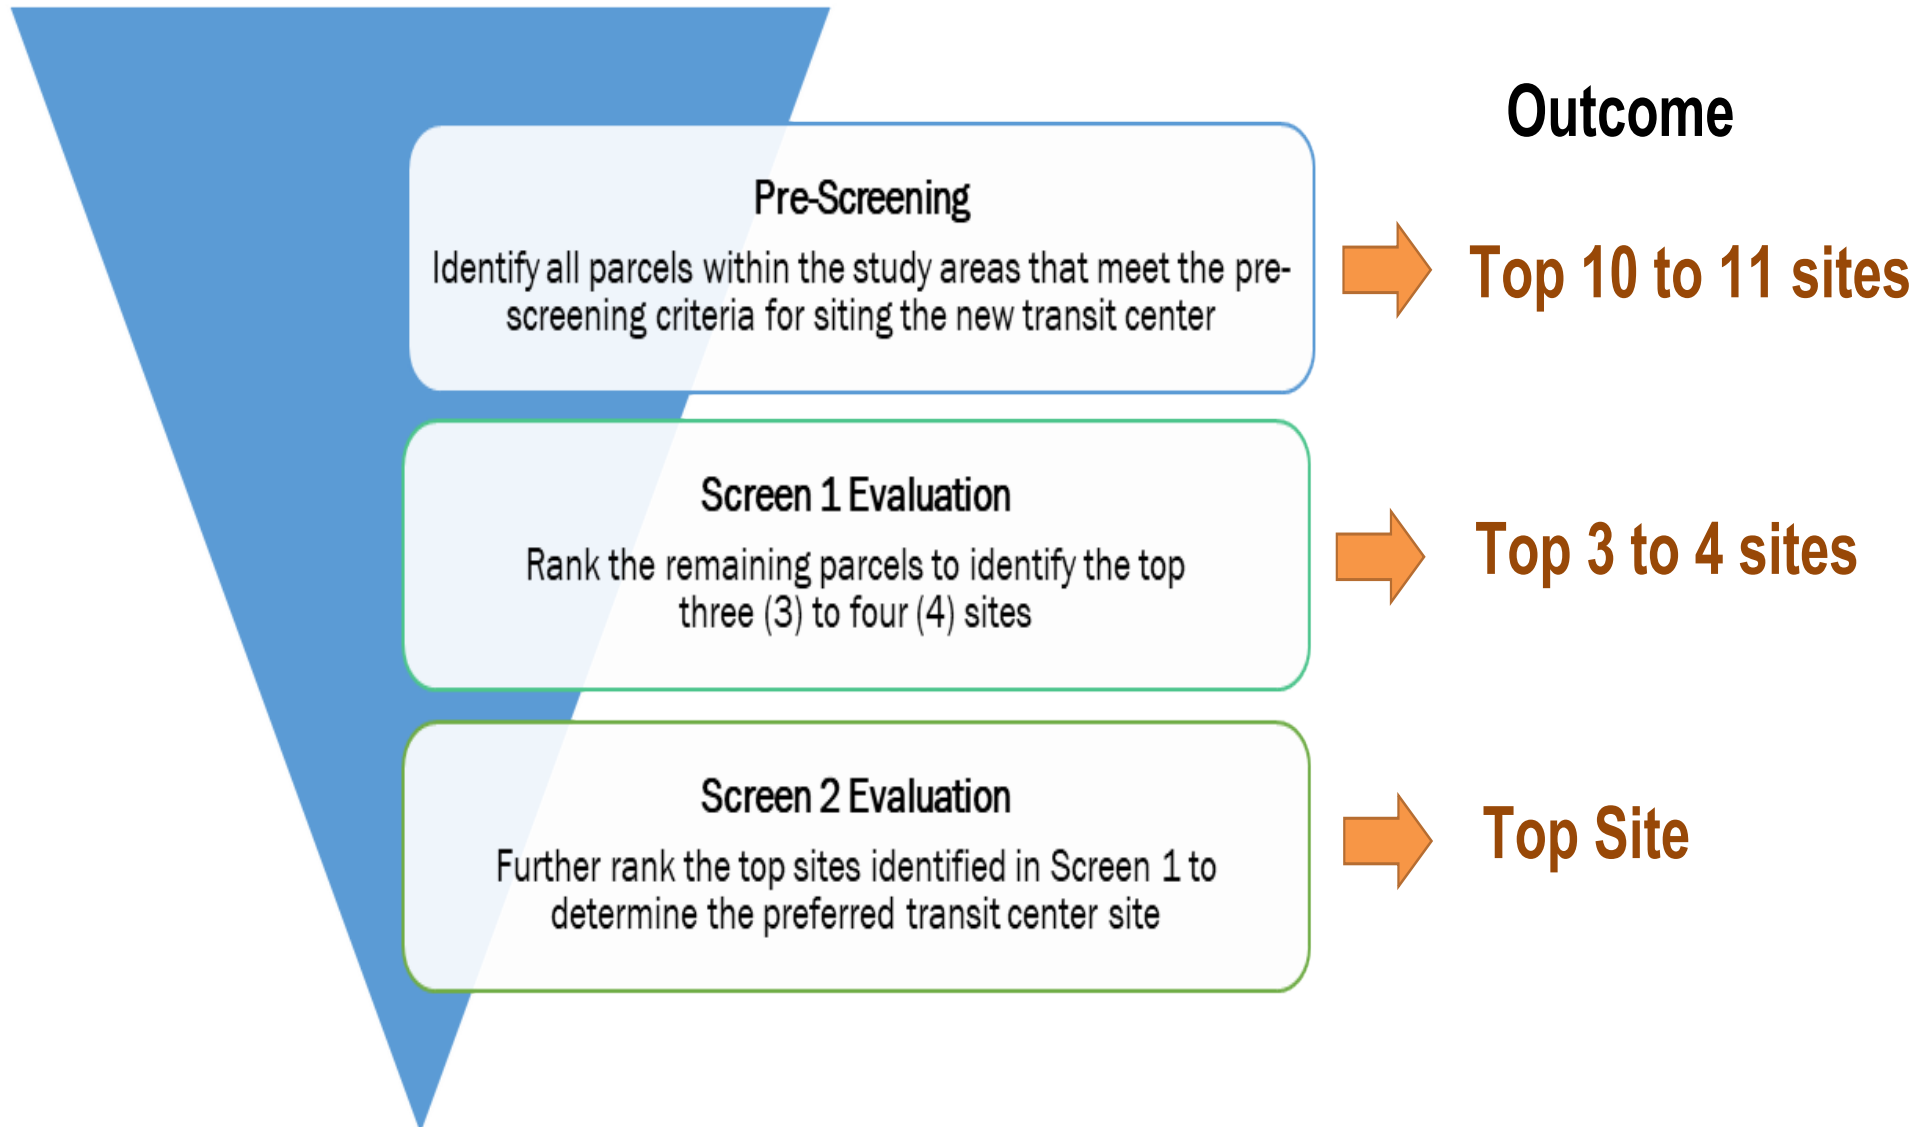 Outcome
Pre-Screening
Identify all parcels within the study areas that meet the pre-
screening criteria for siting the new transit center
Top 10 to 11 sites
Screen 1 Evaluation
Rank the remaining parcels to identify the top
three (3) to four (4) sites
Top 3 to 4 sites
Screen 2 Evaluation
Further rank the top sites identified in Screen 1 to
determine the preferred transit center site
Top Site